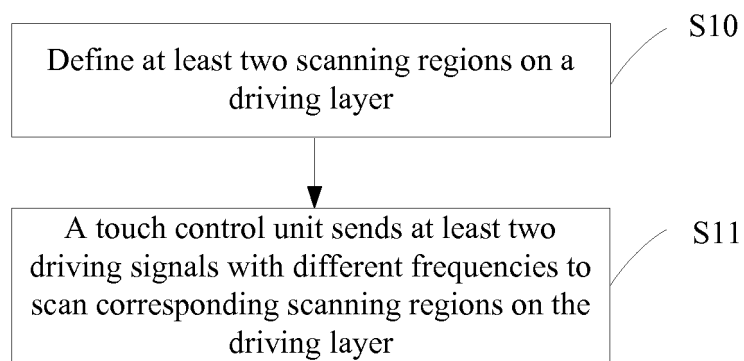 S10
Define at least two scanning regions on a
driving layer
A touch control unit sends at least two
driving signals with different frequencies to
scan corresponding scanning regions on the
driving layer
S11